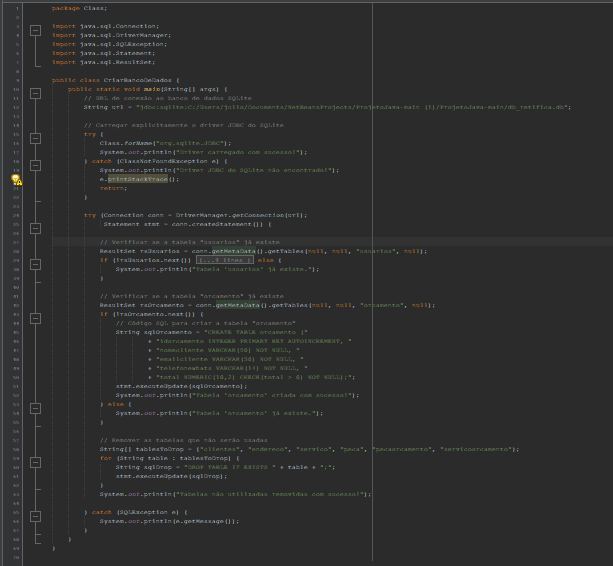 package Class;
import java.sql.Connection;
import java.sql.DriverManager;
import java.sql.SQLException;
import java.sql.Statement;
import java.sql.ResultSet;
public class CriarBancoDeDados {
public static void main(String[] args) {
// URL de conexão ao banco de dados SQLite
String url = "jdbc:sqlite:C:/Users/julia/Documents/NetBeansProjects/ProjetoJava-main (1)/ProjetoJava-main/db_retifica.db";
// Carregar explicitamente o driver JDBC do SQLite
try {
Class.forName("org.sqlite.JDBC");
System.out.println("Driver carregado com sucesso!");
} catch (ClassNotFoundException e) {
System.out.println("Driver JDBC do SQLite não encontrado!");
e.printStackTrace();
return;
}
try (Connection conn = DriverManager.getConnection(url);
Statement stmt = conn.createStatement()) {
// Verificar se a tabela "usuarios" já existe
ResultSet rsUsuarios = conn.getMetaData().getTables(null, null, "usuarios", null);
if (!rsUsuarios.next()) {...9 lines } else {
System.out.println("Tabela 'usuarios' já existe.");
}
// Verificar se a tabela "orcamento" já existe
ResultSet rsOrcamento = conn.getMetaData().getTables(null, null, "orcamento", null);
if (!rsOrcamento.next()) {
// Código SQL para criar a tabela "orcamento"
String sqlOrcamento = "CREATE TABLE orcamento ("
+ "idorcamento INTEGER PRIMARY KEY AUTOINCREMENT, "
+ "nomecliente VARCHAR(50) NOT NULL, "
+ "emailcliente VARCHAR(50) NOT NULL, "
+ "telefonewhats VARCHAR(14) NOT NULL, "
+ "total NUMERIC(10,2) CHECK(total > 0) NOT NULL);";
stmt.executeUpdate(sqlOrcamento);
System.out.println("Tabela 'orcamento' criada com sucesso!");
} else {
System.out.println("Tabela 'orcamento' já existe.");
}
// Remover as tabelas que não serão usadas
String[] tablesToDrop = {"clientes", "endereco", "servico", "peca", "pecaorcamento", "servicoorcamento"};
for (String table : tablesToDrop) {
String sqlDrop = "DROP TABLE IF EXISTS " + table + ";";
stmt.executeUpdate(sqlDrop);
}
System.out.println("Tabelas não utilizadas removidas com sucesso!");
} catch (SQLException e) {
System.out.println(e.getMessage());
}
}
}